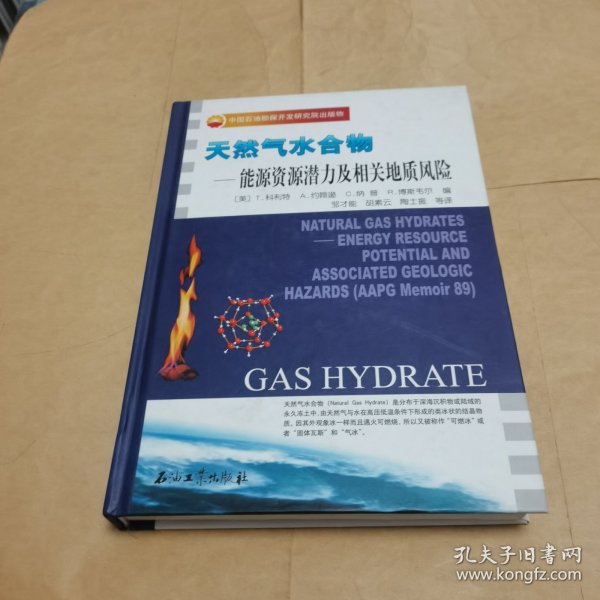 中国石油勘探开发研究院出版物
天然气水合物
——能源资源潜力及相关地质风险
［美］T.科利特 A.约翰逊 C.纳普 R.博斯韦尔 编
邹才能 胡素云 陶士振 等译
NATURAL GAS HYDRATES
——ENERGY RESOURCE
POTENTIAL AND
ASSOCIATED GEOLOGIC
HAZARDS (AAPG Memoir 89)
GAS HYDRATE
天然气水合物（Natural Gas Hydrate）是分布于深海沉积物或陆域的
永久冻土中，由天然气与水在高压低温条件下形成的类冰状的结晶物
质。因其外观象冰一样而且遇火可燃烧，所以又被称作“可燃冰”或
者“固体瓦斯”和“气冰”。
石油工业出版社
孔夫子旧书网
www.kongfz.com